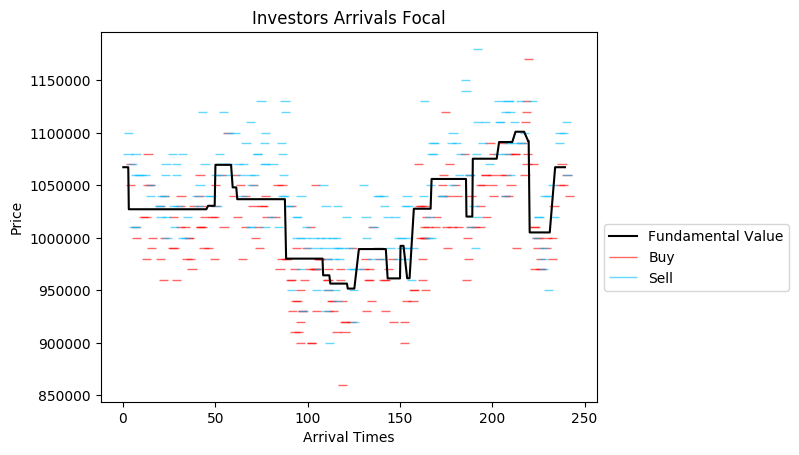 Investors Arrivals Focal
1150000
1100000
1050000
1000000
950000
900000
850000
Price
0 50 100 150 200 250
Arrival Times
Fundamental Value
Buy
Sell